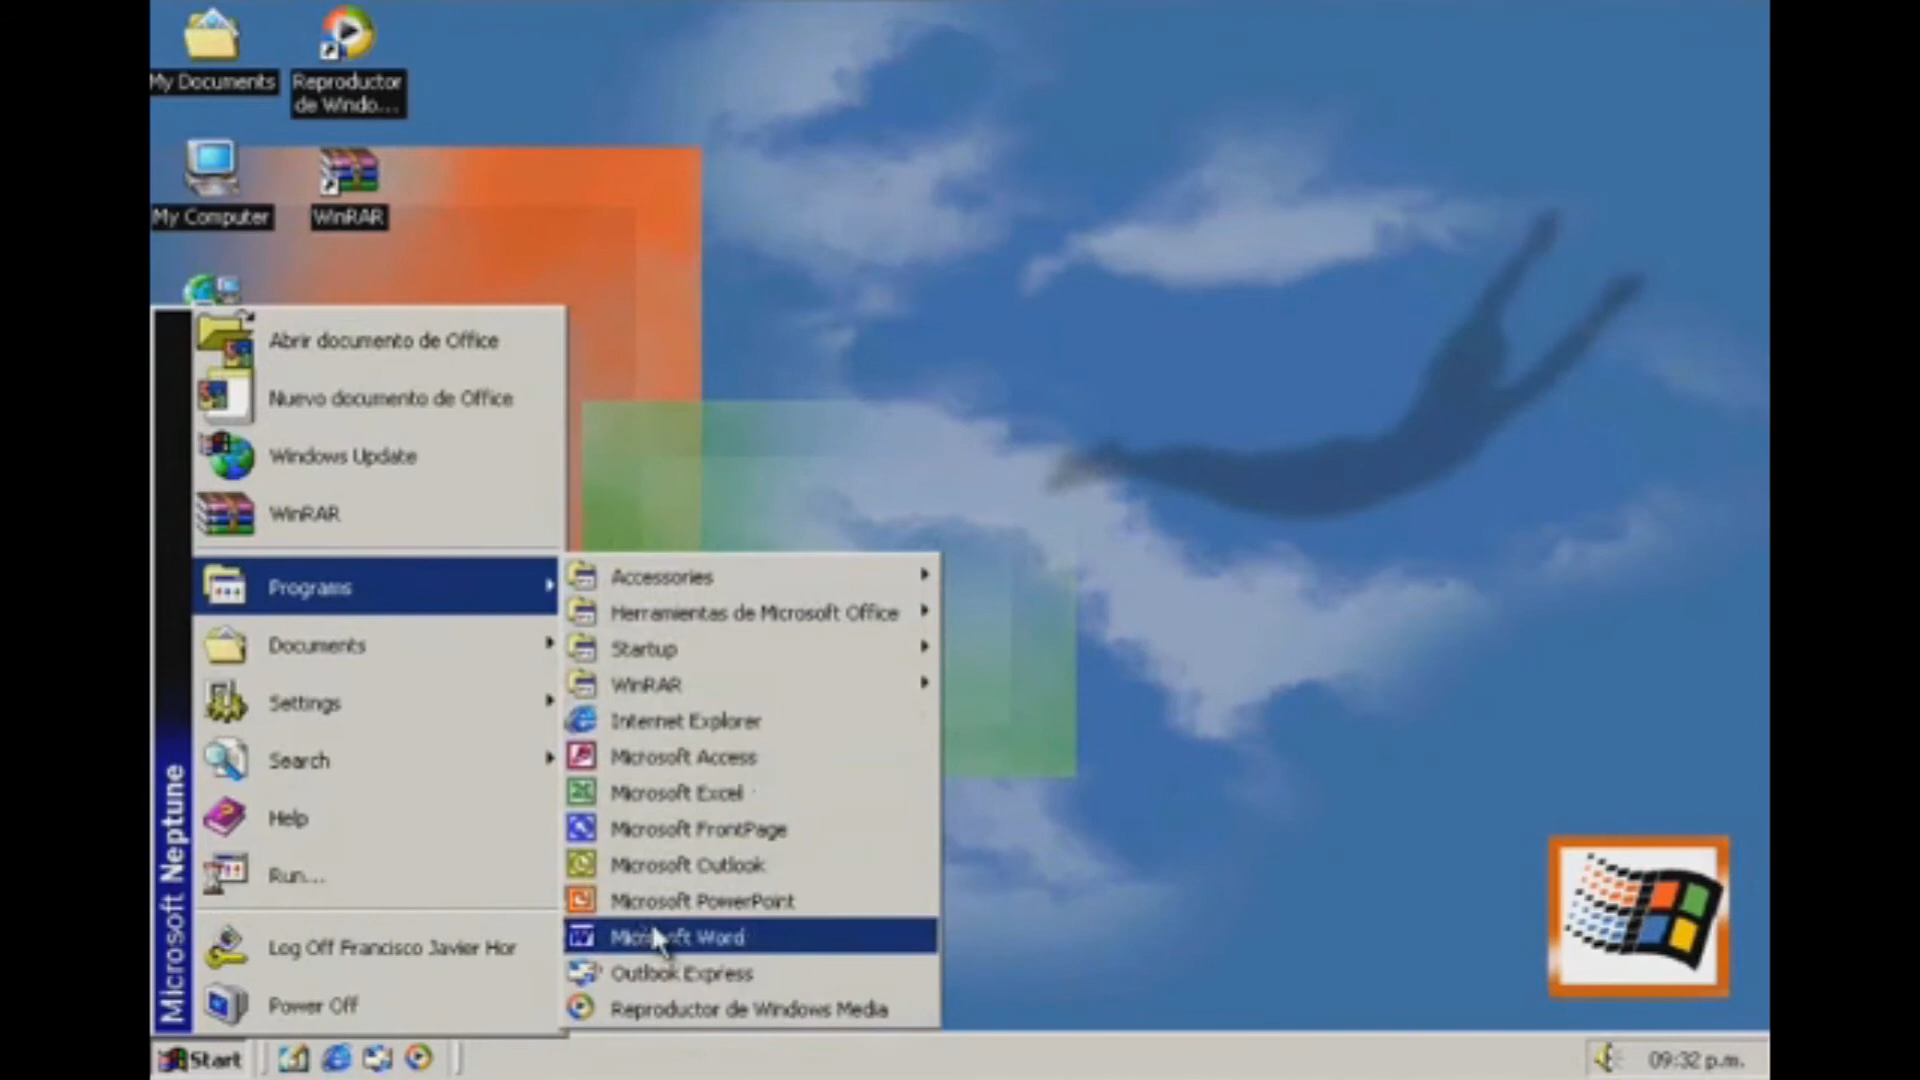 My Documents
Reproductor
de Windo...
My Computer
WinRAR
Abrir documento de Office
Nuevo documento de Office
Windows Update
WinRAR
Programs
Documents
Settings
Search
Help
Run...
Log Off Francisco Javier Hor
Power Off
Microsoft Neptune
Accessories
Herramientas de Microsoft Office
Startup
WinRAR
Internet Explorer
Microsoft Access
Microsoft Excel
Microsoft FrontPage
Microsoft Outlook
Microsoft PowerPoint
Microsoft Word
Outlook Express
Reproductor de Windows Media
Start
09:32 p.m.